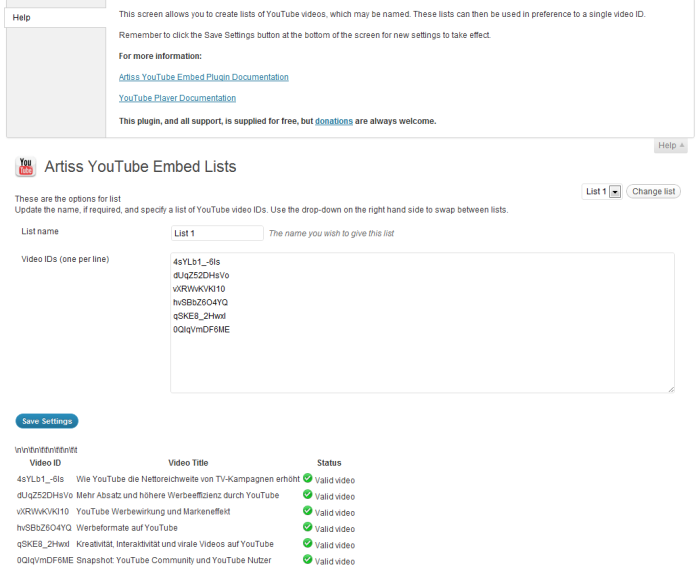 This screen allows you to create lists of YouTube videos, which may be named. These lists can then be used in preference to a single video ID.
Help
Remember to click the Save Settings button at the bottom of the screen for new settings to take effect.
For more information:
Artiss YouTube Embed Plugin Documentation
YouTube Player Documentation
This plugin, and all support, is supplied for free, but donations are always welcome.
Help
You Tube
Artiss YouTube Embed Lists
List 1 Change list
These are the options for list
Update the name, if required, and specify a list of YouTube video IDs. Use the drop-down on the right hand side to swap between lists.
List name List 1 The name you wish to give this list
Video IDs (one per line)
4sYLb1_-6Is
dUqZ52DHsVo
vXRWvKVKI10
hvSBbZ6O4YQ
qSKE8_2HwxI
0QIqVmDF6ME
Save Settings
\n\n\t\n\t\t\n\t\t\n\t\t
Video ID Video Title Status
4sYLb1_-6Is Wie YouTube die Nettoreichweite von TV-Kampagnen erhöht Valid video
dUqZ52DHsVo Mehr Absatz und höhere Werbeeffizienz durch YouTube Valid video
vXRWvKVKI10 YouTube Werbewirkung und Markeneffekt Valid video
hvSBbZ6O4YQ Werbeformate auf YouTube Valid video
qSKE8_2HwxI Kreativität, Interaktivität und virale Videos auf YouTube Valid video
0QIqVmDF6ME Snapshot: YouTube Community und YouTube Nutzer Valid video